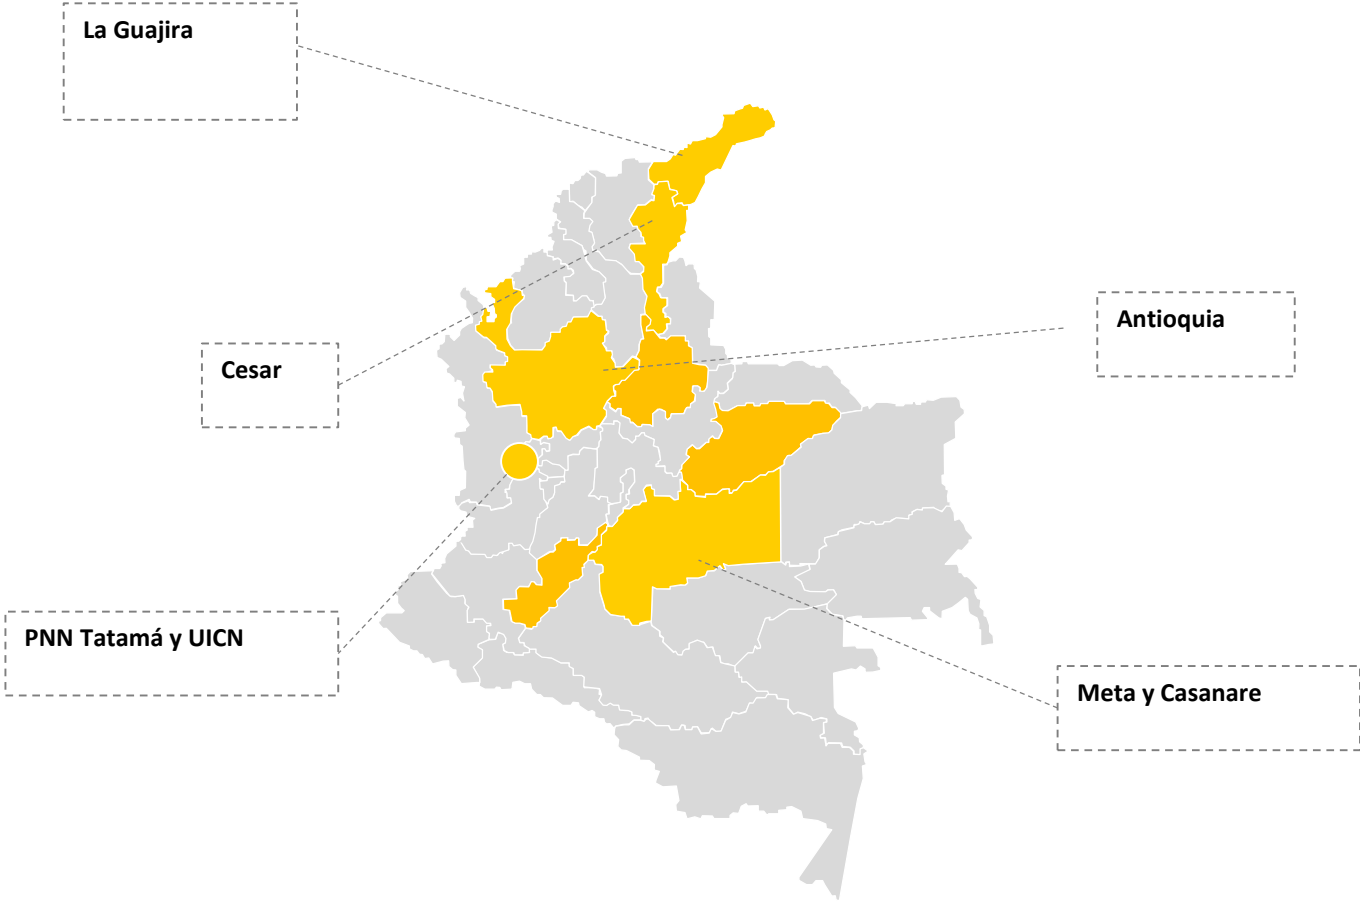 La Guajira
Antioquia
Cesar
PNN Tatamá y UICN
Meta y Casanare